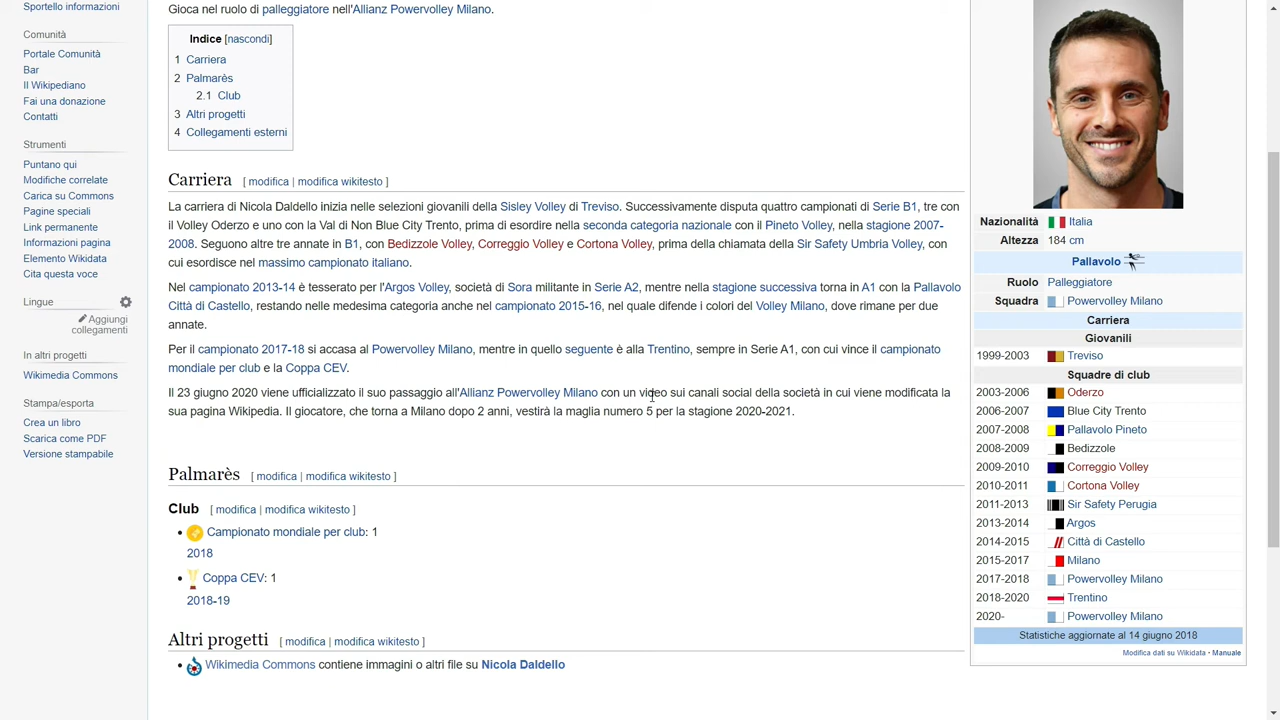 Sportello informazioni
Comunità
Portale Comunità
Bar
Il Wikipediano
Fai una donazione
Contatti
Strumenti
Puntano qui
Modifiche correlate
Carica su Commons
Pagine speciali
Link permanente
Informazioni pagina
Elemento Wikidata
Cita questa voce
Lingue
Aggiungi
collegamenti
In altri progetti
Wikimedia Commons
Stampa/esporta
Crea un libro
Scarica come PDF
Versione stampabile
Gioca nel ruolo di palleggiatore nell'Allianz Powervolley Milano.
Indice [nascondi]
1 Carriera
2 Palmarès
2.1 Club
3 Altri progetti
4 Collegamenti esterni
Carriera [ modifica | modifica wikitesto ]
La carriera di Nicola Daldello inizia nelle selezioni giovanili della Sisley Volley di Treviso. Successivamente disputa quattro campionati di Serie B1, tre con
il Volley Oderzo e uno con la Val di Non Blue City Trento, prima di esordire nella seconda categoria nazionale con il Pineto Volley, nella stagione 2007-
2008. Seguono altre tre annate in B1, con Bedizzole Volley, Correggio Volley e Cortona Volley, prima della chiamata della Sir Safety Umbria Volley, con
cui esordisce nel massimo campionato italiano.
Nel campionato 2013-14 è tesserato per l'Argos Volley, società di Sora militante in Serie A2, mentre nella stagione successiva torna in A1 con la Pallavolo
Città di Castello, restando nelle medesima categoria anche nel campionato 2015-16, nel quale difende i colori del Volley Milano, dove rimane per due
annate.
Per il campionato 2017-18 si accasa al Powervolley Milano, mentre in quello seguente è alla Trentino, sempre in Serie A1, con cui vince il campionato
mondiale per club e la Coppa CEV.
Il 23 giugno 2020 viene ufficializzato il suo passaggio all'Allianz Powervolley Milano con un video sui canali social della società in cui viene modificata la
sua pagina Wikipedia. Il giocatore, che torna a Milano dopo 2 anni, vestirà la maglia numero 5 per la stagione 2020-2021.
Palmarès [ modifica | modifica wikitesto ]
Club [ modifica | modifica wikitesto ]
Campionato mondiale per club: 1
2018
Coppa CEV: 1
2018-19
Altri progetti [ modifica | modifica wikitesto ]
Wikimedia Commons contiene immagini o altri file su Nicola Daldello
Nazionalità Italia
Altezza 184 cm
Pallavolo
Ruolo Palleggiatore
Squadra Powervolley Milano
Carriera
Giovanili
1999-2003 Treviso
Squadre di club
2003-2006 Oderzo
2006-2007 Blue City Trento
2007-2008 Pallavolo Pineto
2008-2009 Bedizzole
2009-2010 Correggio Volley
2010-2011 Cortona Volley
2011-2013 Sir Safety Perugia
2013-2014 Argos
2014-2015 Città di Castello
2015-2017 Milano
2017-2018 Powervolley Milano
2018-2020 Trentino
2020- Powervolley Milano
Statistiche aggiornate al 14 giugno 2018
Modifica dati su Wikidata · Manuale